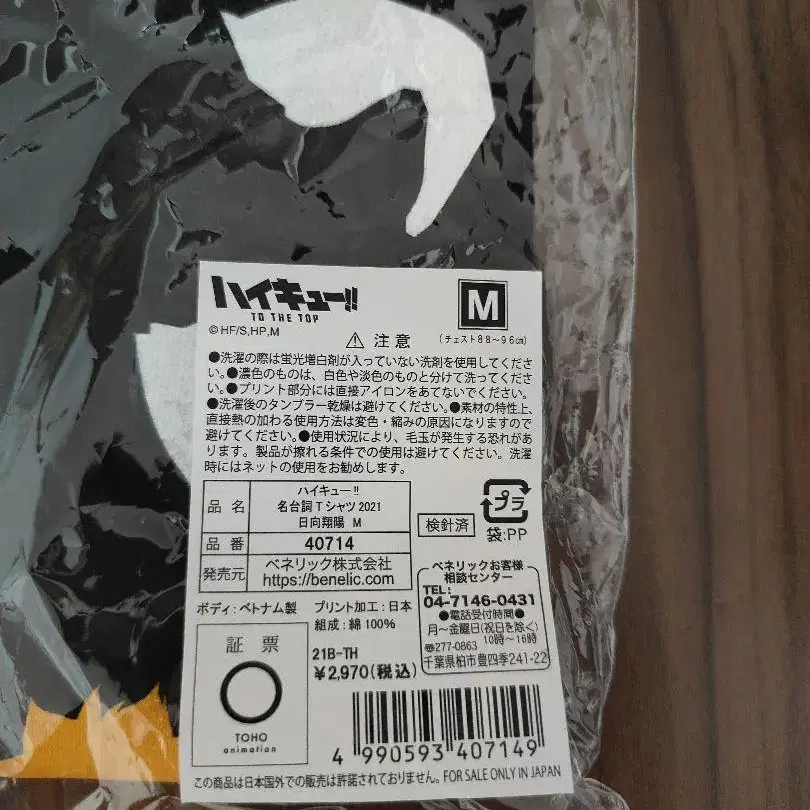 ハイキュー!!
TO THE TOP
©HF/S,HP,M
M
⚠ 注意
(チェスト88～96㎝)
●洗濯の際は蛍光増白剤が入っていない洗剤を使用してくださ
い。●濃色のものは、白色や淡色のものと分けて洗ってくださ
い。●プリント部分には直接アイロンをあてないでください。
●洗濯後のタンブラー乾燥は避けてください。●素材の特性上、
直接熱の加わる使用方法は変色・縮みの原因になりますので
避けてください。●使用状況により、毛玉が発生する恐れがあ
ります。製品が擦れる条件での使用は避けてください。洗濯
時にはネットの使用をお勧めします。
品 名
ハイキュー!!
名台詞Tシャツ2021
日向翔陽 M
品 番
40714
発売元
ベネリック株式会社
https://benelic.com
検針済
プラ
袋:PP
ベネリックお客様
相談センター
TEL:
04-7146-0431
●電話受付時間●
月～金曜日(祝日を除く)
10時～16時
〒277-0863
千葉県柏市豊四季241-22
ボディ:ベトナム製 プリント加工:日本
組成:綿100%
証 票
TOHO
animation
21B-TH
¥2,970(税込)
4 990593 407149
この商品は日本国外での販売は許諾されておりません。FOR SALE ONLY IN JAPAN